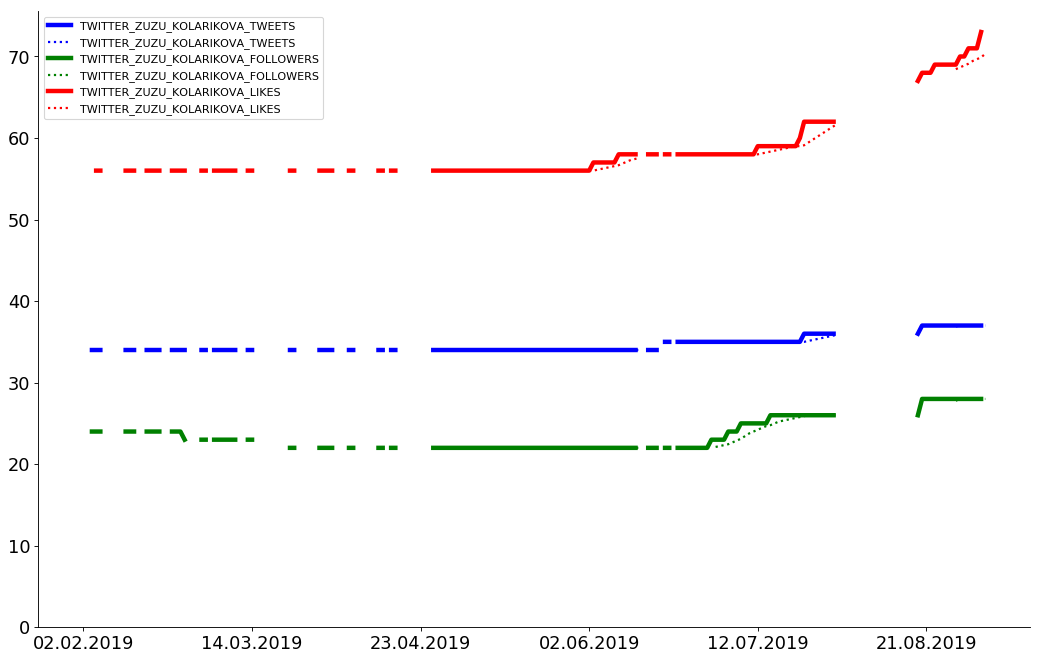 TWITTER_ZUZU_KOLARIKOVA_TWEETS
TWITTER_ZUZU_KOLARIKOVA_TWEETS
TWITTER_ZUZU_KOLARIKOVA_FOLLOWERS
TWITTER_ZUZU_KOLARIKOVA_FOLLOWERS
TWITTER_ZUZU_KOLARIKOVA_LIKES
TWITTER_ZUZU_KOLARIKOVA_LIKES
70
60
50
40
30
20
10
0
02.02.2019 14.03.2019 23.04.2019 02.06.2019 12.07.2019 21.08.2019